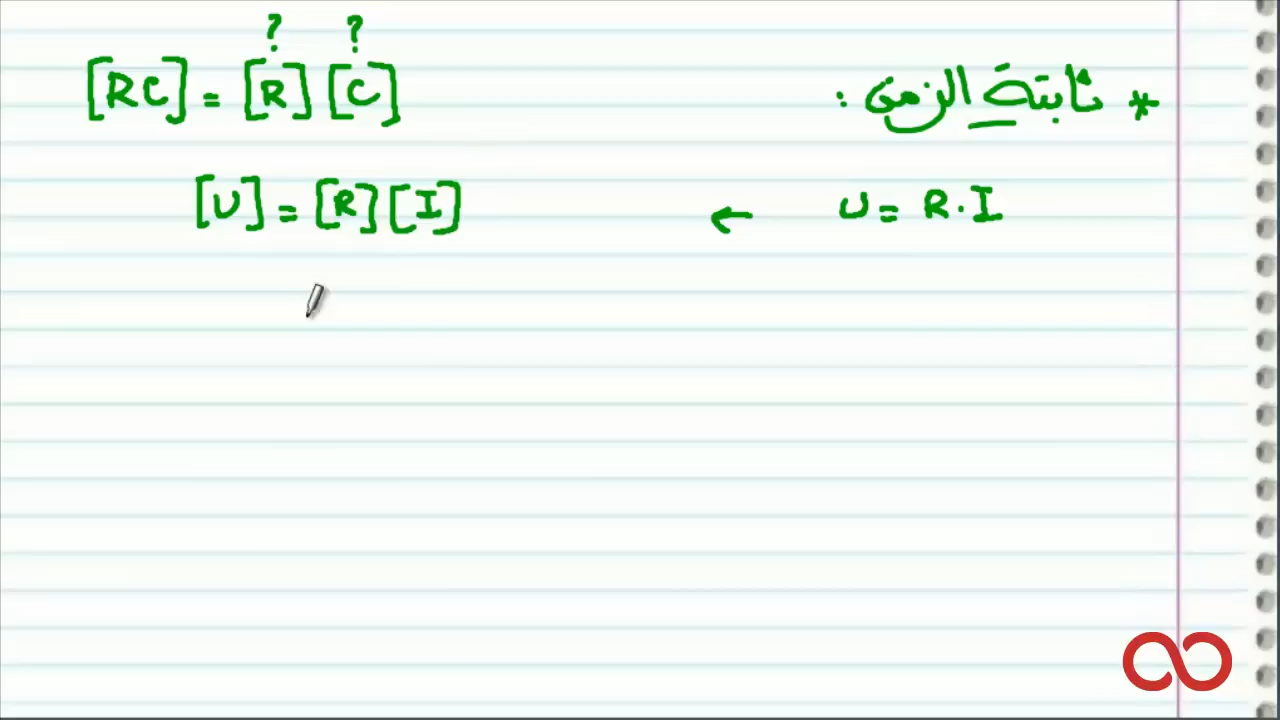 * ثابتة الزمن :
? ?
[RC] = [R] [C]
U = R . I ← [U] = [R] [I]